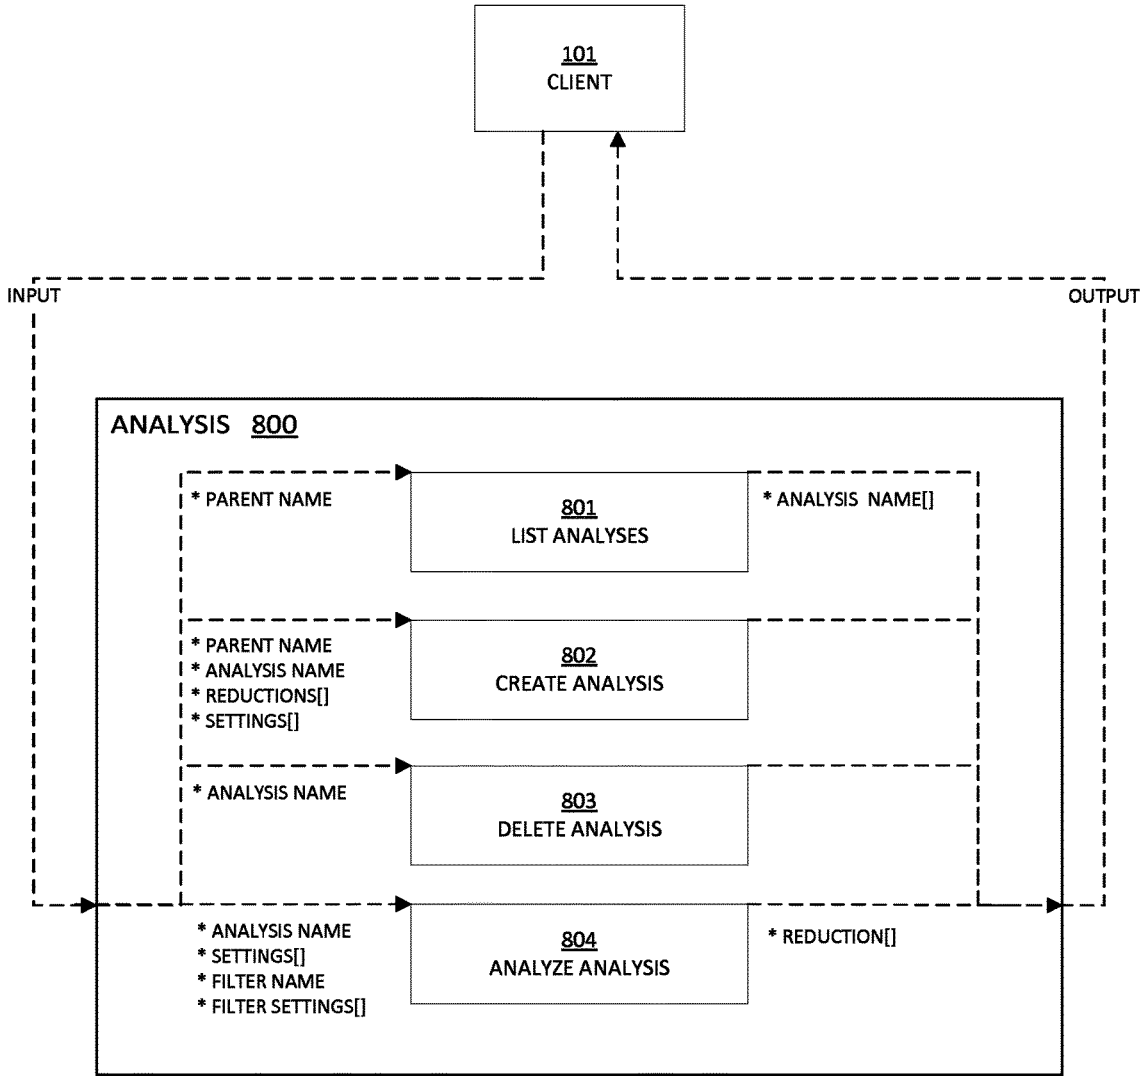 101
CLIENT
INPUT
OUTPUT
ANALYSIS 800
* PARENT NAME
801
LIST ANALYSES
* ANALYSIS NAME[]
* PARENT NAME
* ANALYSIS NAME
* REDUCTIONS[]
* SETTINGS[]
802
CREATE ANALYSIS
* ANALYSIS NAME
803
DELETE ANALYSIS
* ANALYSIS NAME
* SETTINGS[]
* FILTER NAME
* FILTER SETTINGS[]
804
ANALYZE ANALYSIS
* REDUCTION[]